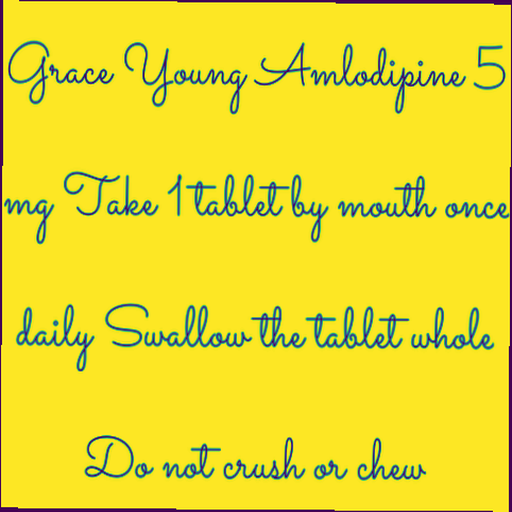 Grace Young Amlodipine 5
mg Take 1 tablet by mouth once
daily Swallow the tablet whole
Do not crush or chew